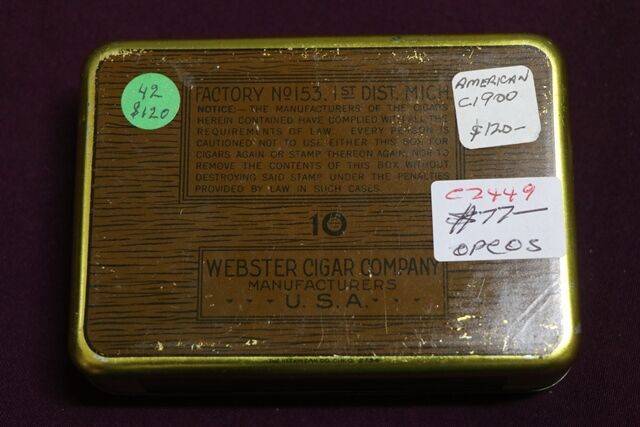 42
$120
AMERICAN
C1900
$120-
FACTORY No 153. 1ST DIST. MICH
NOTICE:- THE MANUFACTURERS OF THE CIGARS
HEREIN CONTAINED HAVE COMPLIED WITH ALL THE
REQUIREMENTS OF LAW. EVERY PERSON IS
CAUTIONED NOT TO USE EITHER THIS BOX FOR
CIGARS AGAIN OR STAMP THEREON AGAIN, NOR TO
REMOVE THE CONTENTS OF THIS BOX WITHOUT
DESTROYING SAID STAMP UNDER THE PENALTIES
PROVIDED BY LAW IN SUCH CASES.
C2449
$77-
OPCOS
10
WEBSTER CIGAR COMPANY
MANUFACTURERS
U. S. A.